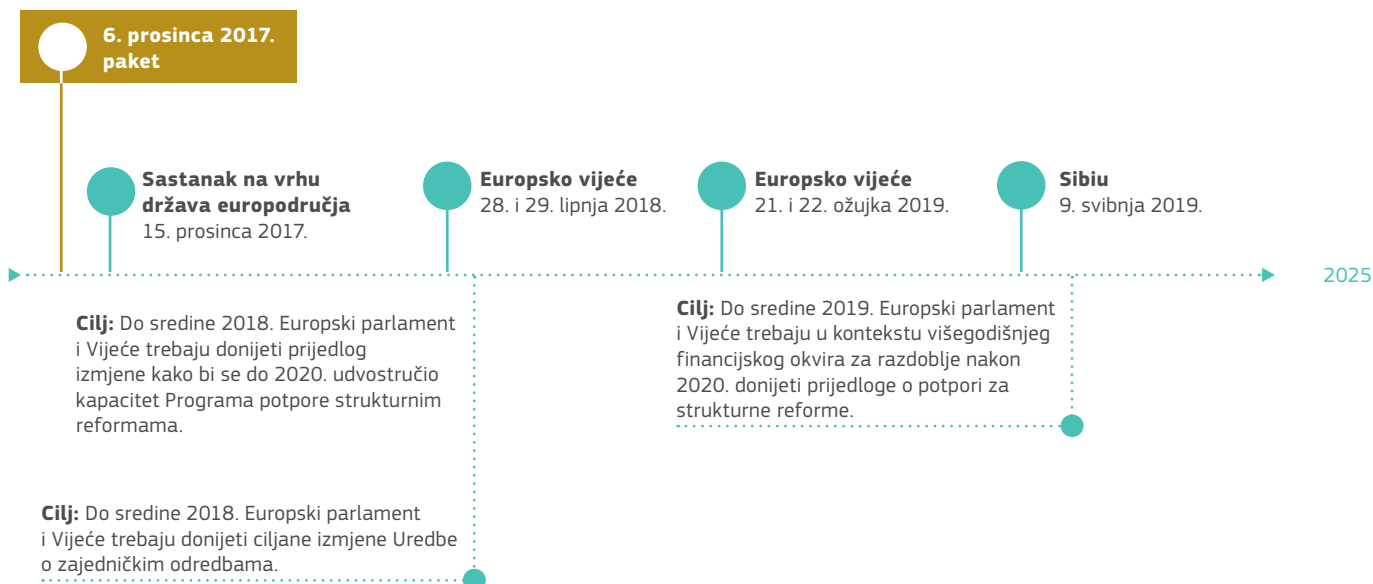 6. prosinca 2017.
paket
Sastanak na vrhu
država europodručja
15. prosinca 2017.
Europsko vijeće
28. i 29. lipnja 2018.
Europsko vijeće
21. i 22. ožujka 2019.
Sibiu
9. svibnja 2019.
2025
Cilj: Do sredine 2018. Europski parlament
i Vijeće trebaju donijeti prijedlog
izmjene kako bi se do 2020. udvostručio
kapacitet Programa potpore strukturnim
reformama.
Cilj: Do sredine 2019. Europski parlament
i Vijeće trebaju u kontekstu višegodišnjeg
financijskog okvira za razdoblje nakon
2020. donijeti prijedloge o potpori za
strukturne reforme.
Cilj: Do sredine 2018. Europski parlament
i Vijeće trebaju donijeti ciljane izmjene Uredbe
o zajedničkim odredbama.